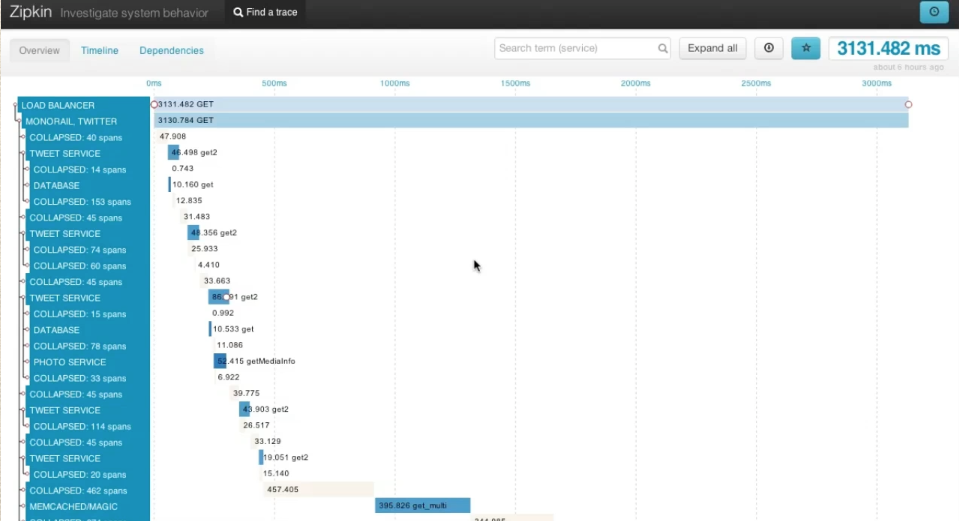 Zipkin Investigate system behavior Find a trace
Overview Timeline Dependencies Search term (service) Expand all 3131.482 ms
about 6 hours ago
0ms 500ms 1000ms 1500ms 2000ms 2500ms 3000ms
LOAD BALANCER 3131.482 GET
MONORAIL, TWITTER 3130.784 GET
COLLAPSED: 40 spans 47.908
TWEET SERVICE 46.498 get2
COLLAPSED: 14 spans 0.743
DATABASE 10.160 get
COLLAPSED: 153 spans 12.835
COLLAPSED: 45 spans 31.483
TWEET SERVICE 48.356 get2
COLLAPSED: 74 spans 25.933
COLLAPSED: 60 spans 4.410
COLLAPSED: 45 spans 33.663
TWEET SERVICE get2
COLLAPSED: 15 spans 0.992
DATABASE 10.533 get
COLLAPSED: 78 spans 11.086
PHOTO SERVICE 52.415 getMediaInfo
COLLAPSED: 33 spans 6.922
COLLAPSED: 45 spans 39.775
TWEET SERVICE 43.903 get2
COLLAPSED: 114 spans 26.517
COLLAPSED: 45 spans 33.129
TWEET SERVICE 19.051 get2
COLLAPSED: 20 spans 15.140
COLLAPSED: 462 spans 457.405
MEMCACHED/MAGIC 395.826 get_multi